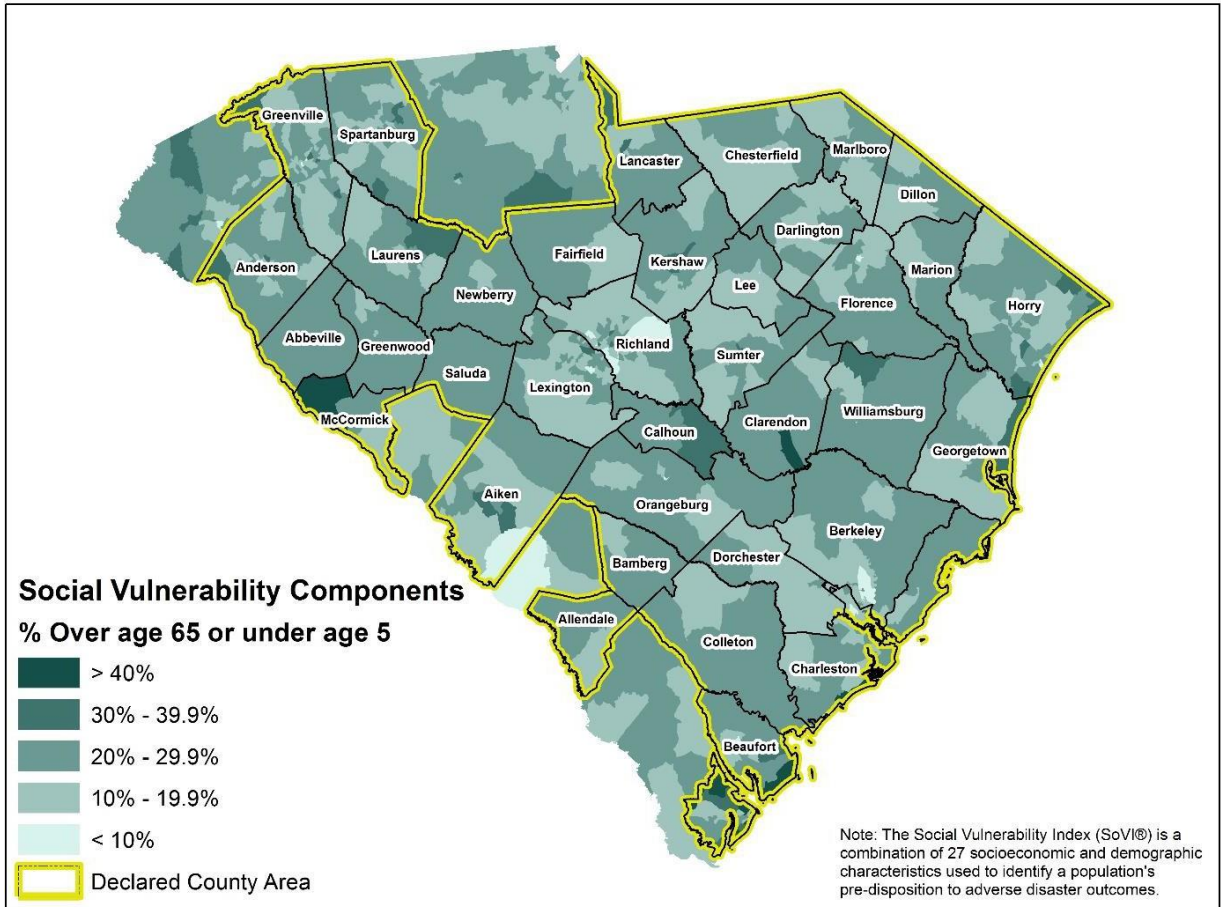 Greenville
Spartanburg
Lancaster
Chesterfield
Marlboro
Dillon
Darlington
Laurens
Fairfield
Kershaw
Anderson
Marion
Lee
Newberry
Florence
Horry
Abbeville
Greenwood
Richland
Sumter
Saluda
Lexington
Williamsburg
McCormick
Clarendon
Calhoun
Georgetown
Aiken
Orangeburg
Berkeley
Dorchester
Bamberg
Allendale
Colleton
Charleston
Beaufort
Social Vulnerability Components
% Over age 65 or under age 5
> 40%
30% - 39.9%
20% - 29.9%
10% - 19.9%
< 10%
Declared County Area
Note: The Social Vulnerability Index (SoVI®) is a
combination of 27 socioeconomic and demographic
characteristics used to identify a population's
pre-disposition to adverse disaster outcomes.